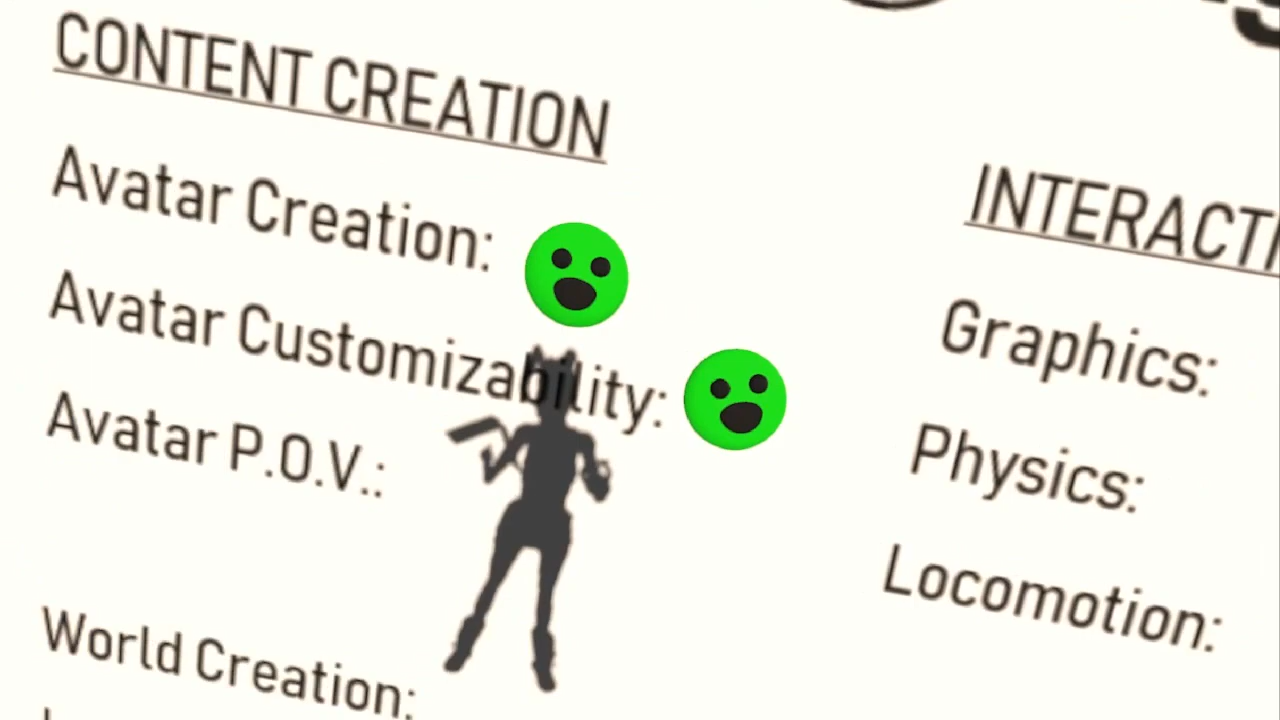 CONTENT CREATION
Avatar Creation:
Avatar Customizability:
Avatar P.O.V.:
World Creation:
INTERACTI
Graphics:
Physics:
Locomotion: